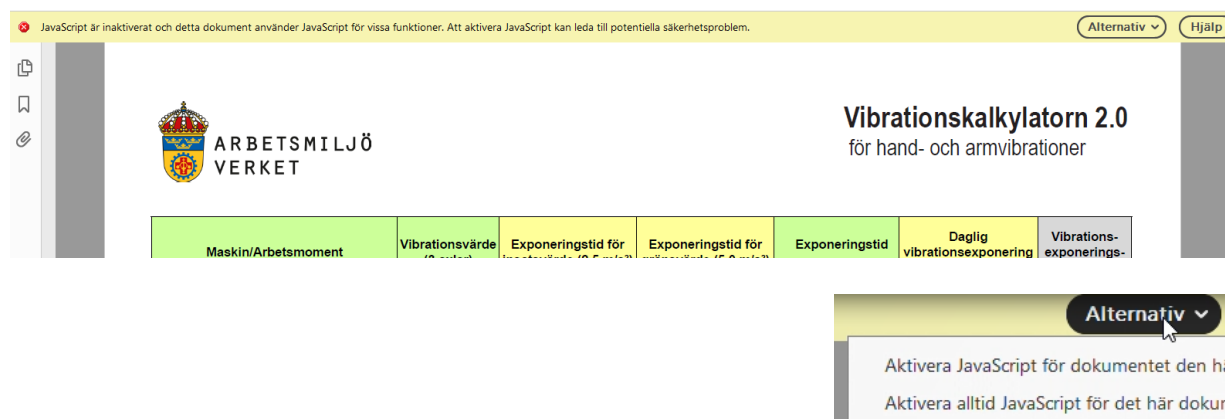 JavaScript är inaktiverat och detta dokument använder JavaScript för vissa funktioner. Att aktivera JavaScript kan leda till potentiella säkerhetsproblem.
Alternativ
Hjälp
ARBETSMILJÖ
VERKET
Vibrationskalkylatorn 2.0
för hand- och armvibrationer
Maskin/Arbetsmoment
Vibrationsvärde
Exponeringstid för
Exponeringstid för
Exponeringstid
Daglig
vibrationsexponering
Vibrations-
exponerings-
Alternativ
Aktivera JavaScript för dokumentet den
Aktivera alltid JavaScript för det här